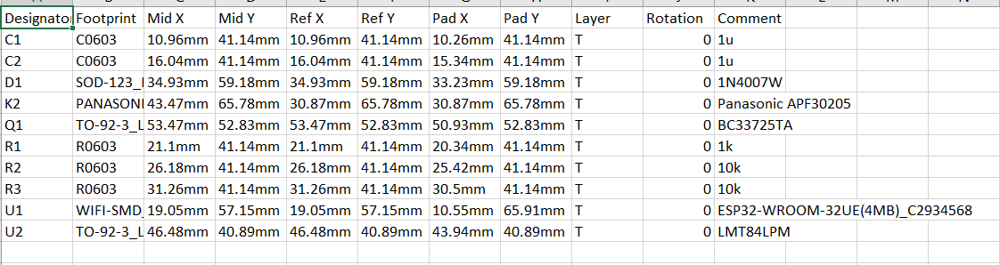 Designator Footprint Mid X Mid Y Ref X Ref Y Pad X Pad Y Layer Rotation Comment
C1 C0603 10.96mm 41.14mm 10.96mm 41.14mm 10.26mm 41.14mm T 0 1u
C2 C0603 16.04mm 41.14mm 16.04mm 41.14mm 15.34mm 41.14mm T 0 1u
D1 SOD-123_ 34.93mm 59.18mm 34.93mm 59.18mm 33.23mm 59.18mm T 0 1N4007W
K2 PANASONI 43.47mm 65.78mm 30.87mm 65.78mm 30.87mm 65.78mm T 0 Panasonic APF30205
Q1 TO-92-3_L 53.47mm 52.83mm 53.47mm 52.83mm 50.93mm 52.83mm T 0 BC33725TA
R1 R0603 21.1mm 41.14mm 21.1mm 41.14mm 20.34mm 41.14mm T 0 1k
R2 R0603 26.18mm 41.14mm 26.18mm 41.14mm 25.42mm 41.14mm T 0 10k
R3 R0603 31.26mm 41.14mm 31.26mm 41.14mm 30.5mm 41.14mm T 0 10k
U1 WIFI-SMD_ 19.05mm 57.15mm 19.05mm 57.15mm 10.55mm 65.91mm T 0 ESP32-WROOM-32UE(4MB)_C2934568
U2 TO-92-3_L 46.48mm 40.89mm 46.48mm 40.89mm 43.94mm 40.89mm T 0 LMT84LPM